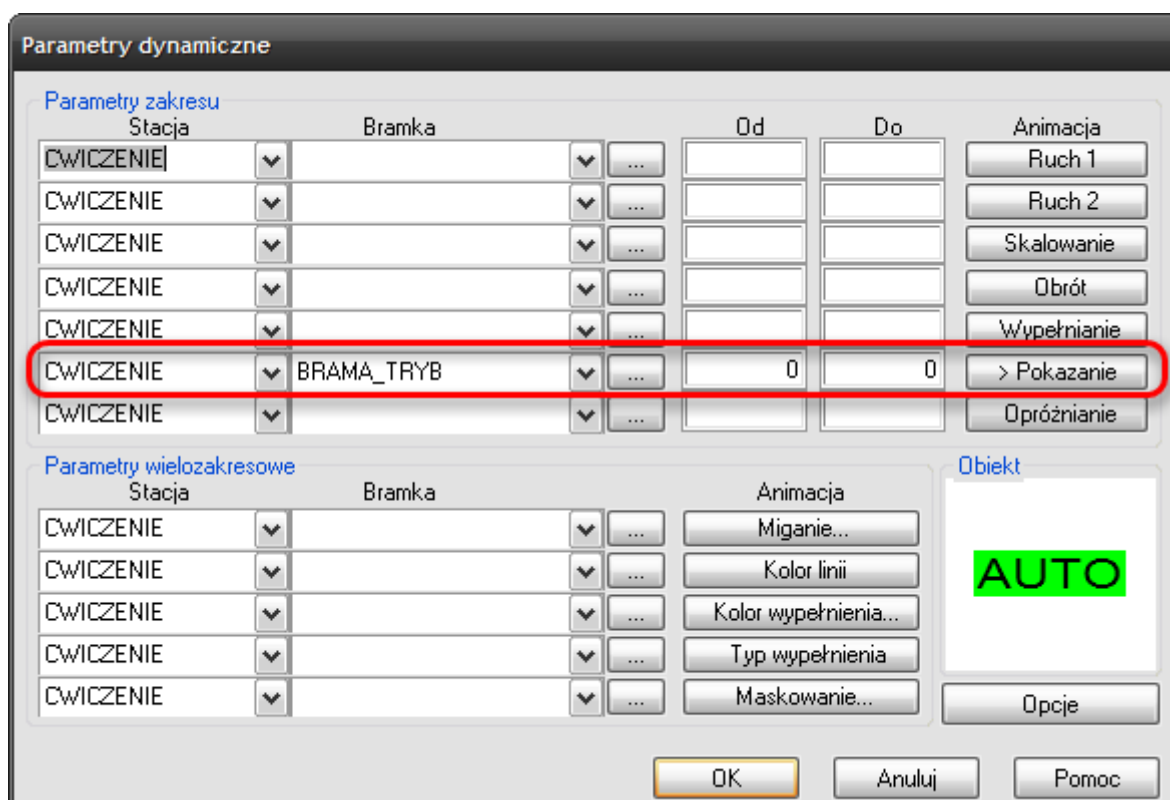 Parametry dynamiczne
Parametry zakresu
Stacja Bramka Od Do Animacja
CWICZENIE ... Ruch 1
CWICZENIE ... Ruch 2
CWICZENIE ... Skalowanie
CWICZENIE ... Obrót
CWICZENIE ... Wypełnianie
CWICZENIE BRAMA_TRYB ... 0 0 > Pokazanie
CWICZENIE ... Opróżnianie
Parametry wielozakresowe Obiekt
Stacja Bramka Animacja
CWICZENIE ... Miganie...
CWICZENIE ... Kolor linii
AUTO
CWICZENIE ... Kolor wypełnienia...
CWICZENIE ... Typ wypełnienia
CWICZENIE ... Maskowanie...
Opcje
OK Anuluj Pomoc